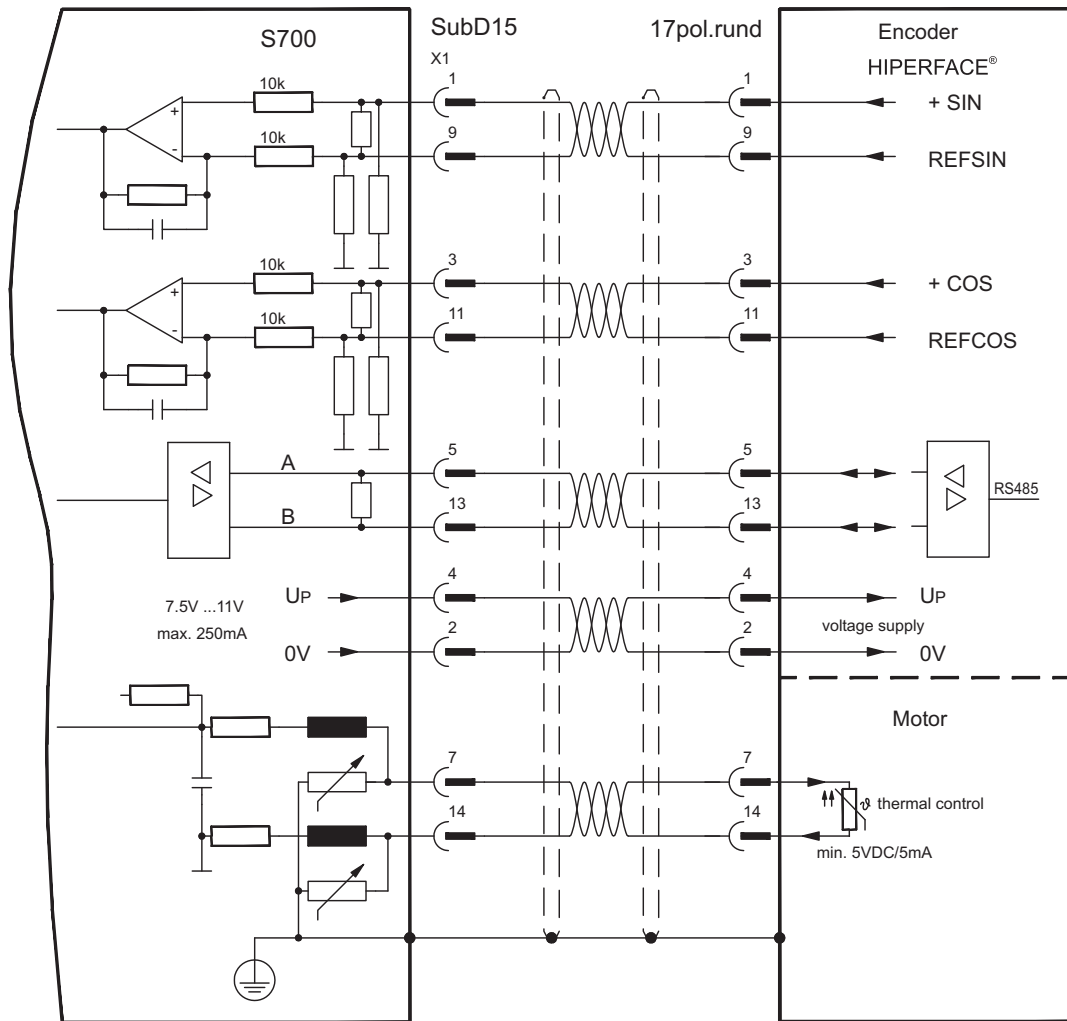 S700
SubD15
17pol.rund
Encoder
HIPERFACE®
X1
10k
1
1
+ SIN
+
-
10k
9
9
REFSIN
10k
3
3
+ COS
+
-
10k
11
11
REFCOS
A
5
5
RS485
B
13
13
7.5V ...11V
max. 250mA
UP
4
4
UP
voltage supply
0V
2
2
0V
Motor
7
7
ϑ thermal control
14
14
min. 5VDC/5mA